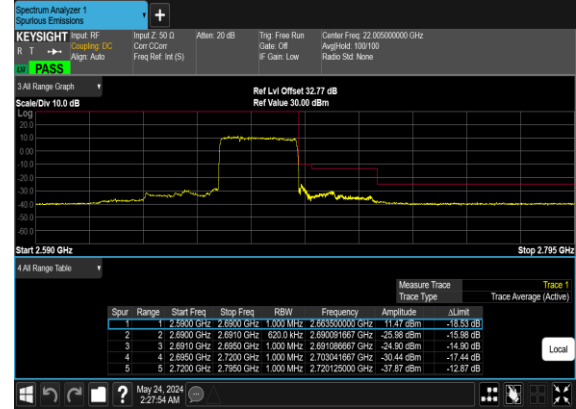 Spectrum Analyzer 1
Spurious Emissions
KEYSIGHT Input: RF Input Z: 50 Ω Atten: 20 dB Trig: Free Run Center Freq: 22.005000000 GHz
R T Coupling: DC Corr CCorr Gate: Off Avg|Hold: 100/100
Align: Auto Freq Ref: Int (S) IF Gain: Low Radio Std: None
LXI PASS
3 All Range Graph
Ref Lvl Offset 32.77 dB
Scale/Div 10.0 dB Ref Value 30.00 dBm
Log
20.0
10.0
0.00
-10.0
-20.0
-30.0
-40.0
-50.0
-60.0
Start 2.590 GHz Stop 2.795 GHz
4 All Range Table
Measure Trace Trace 1
Trace Type Trace Average (Active)
Spur Range Start Freq Stop Freq RBW Frequency Amplitude ΔLimit
1 1 2.5900 GHz 2.6900 GHz 1.000 MHz 2.663500000 GHz 11.47 dBm -18.53 dB
2 2 2.6900 GHz 2.6910 GHz 620.0 kHz 2.690091667 GHz -25.98 dBm -15.98 dB
3 3 2.6910 GHz 2.6950 GHz 1.000 MHz 2.691086667 GHz -24.90 dBm -14.90 dB
4 4 2.6950 GHz 2.7200 GHz 1.000 MHz 2.703041667 GHz -30.44 dBm -17.44 dB
5 5 2.7200 GHz 2.7950 GHz 1.000 MHz 2.720125000 GHz -37.87 dBm -12.87 dB
Local
May 24, 2024
2:27:54 AM